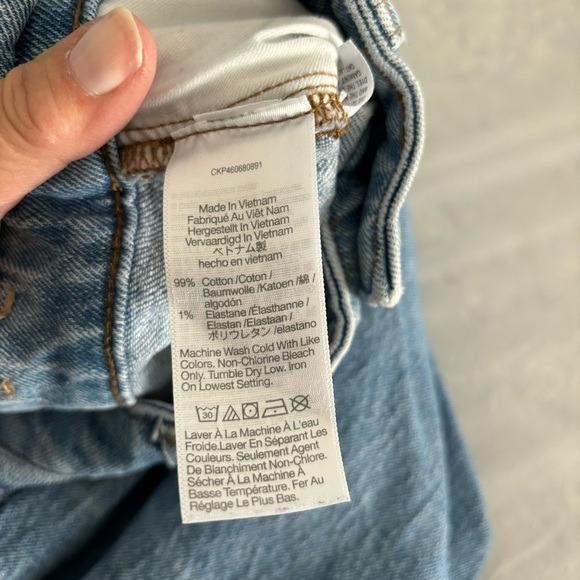 CKP460680891
Made In Vietnam
Fabriqué Au Viêt Nam
Hergestellt In Vietnam
Vervaardigd In Vietnam
ベトナム製
hecho en vietnam
99% Cotton /Coton /
Baumwolle /Katoen /綿/
algodón
1% Elastane /Élasthanne /
Elastan /Elastaan /
ポリウレタン /elastano
Machine Wash Cold With Like
Colors. Non-Chlorine Bleach
Only. Tumble Dry Low. Iron
On Lowest Setting.
30
Laver À La Machine À L'eau
Froide.Laver En Séparant Les
Couleurs. Seulement Agent
De Blanchiment Non-Chlore.
Sécher À La Machine À
Basse Température. Fer Au
Réglage Le Plus Bas.